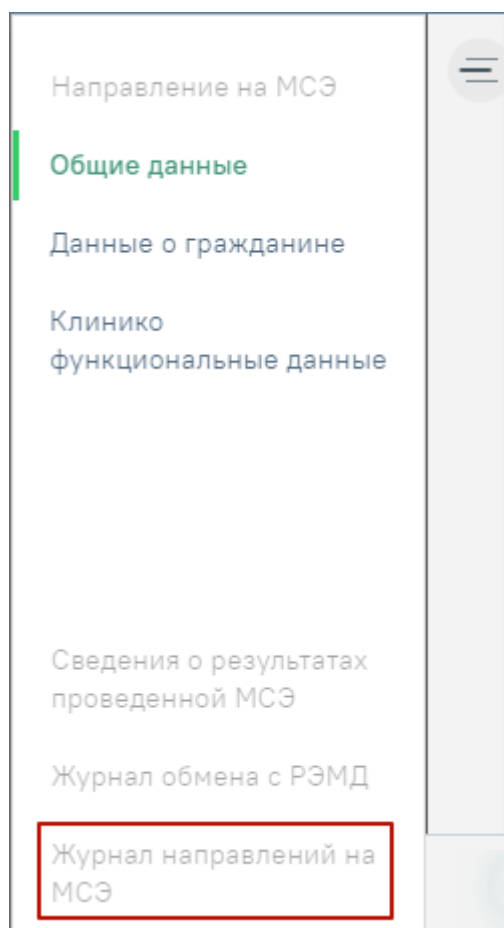 Направление на МСЭ
Общие данные
Данные о гражданине
Клинико
функциональные данные
Сведения о результатах
проведенной МСЭ
Журнал обмена с РЭМД
Журнал направлений на
МСЭ